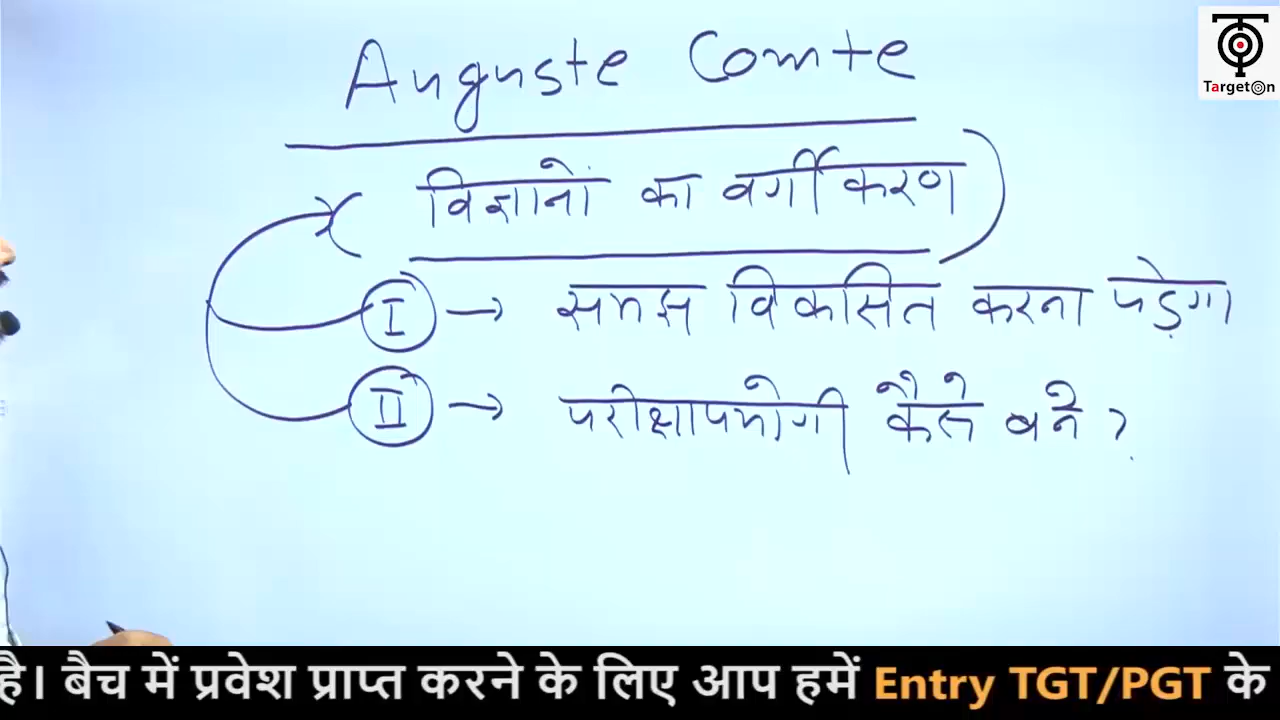 Auguste Comte
TargetOn
विज्ञानों का वर्गीकरण
I → समझ विकसित करना पड़ेगा
II → परीक्षापयोगी कैसे बने ?
है। बैच में प्रवेश प्राप्त करने के लिए आप हमें Entry TGT/PGT के